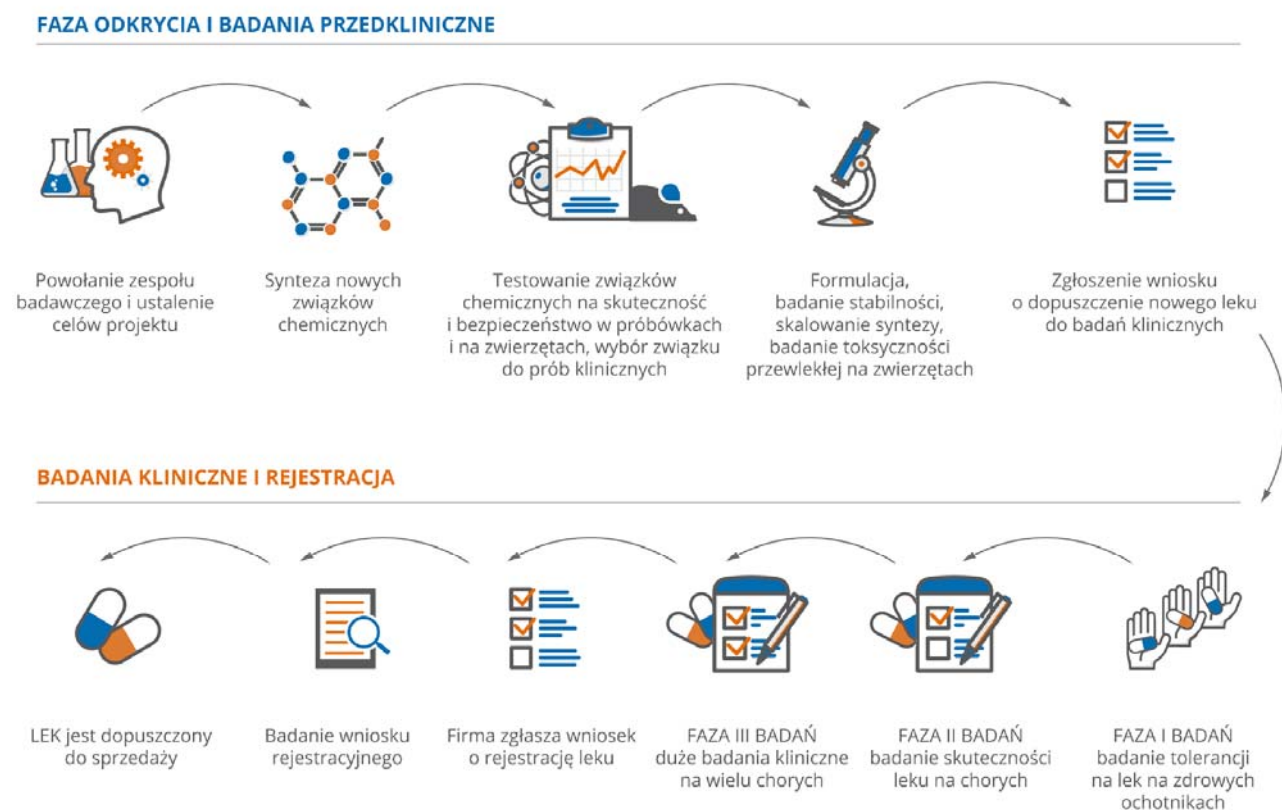 FAZA ODKRYCIA I BADANIA PRZEDKLINICZNE
Powołanie zespołu
badawczego i ustalenie
celów projektu
Synteza nowych
związków
chemicznych
Testowanie związków
chemicznych na skuteczność
i bezpieczeństwo w próbówkach
i na zwierzętach, wybór związku
do prób klinicznych
Formulacja,
badanie stabilności,
skalowanie syntezy,
badanie toksyczności
przewlekłej na zwierzętach
Zgłoszenie wniosku
o dopuszczenie nowego leku
do badań klinicznych
BADANIA KLINICZNE I REJESTRACJA
LEK jest dopuszczony
do sprzedaży
Badanie wniosku
rejestracyjnego
Firma zgłasza wniosek
o rejestrację leku
FAZA III BADAŃ
duże badania kliniczne
na wielu chorych
FAZA II BADAŃ
badanie skuteczności
leku na chorych
FAZA I BADAŃ
badanie tolerancji
na lek na zdrowych
ochotnikach